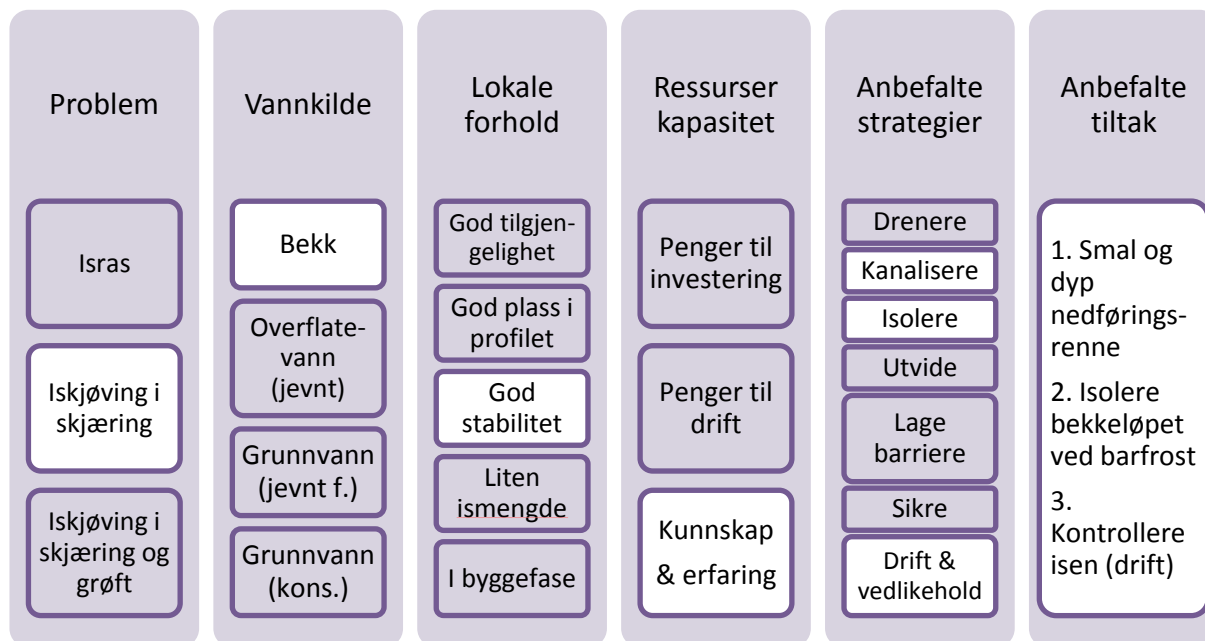 Problem
Isras
Iskjøving i
skjæring
Iskjøving i
skjæring og
grøft
Vannkilde
Bekk
Overflate-
vann
(jevnt)
Grunnvann
(jevnt f.)
Grunnvann
(kons.)
Lokale
forhold
God tilgjen-
gelighet
God plass i
profilet
God
stabilitet
Liten
ismengde
I byggefase
Ressurser
kapasitet
Penger til
investering
Penger til
drift
Kunnskap
& erfaring
Anbefalte
strategier
Drenere
Kanalisere
Isolere
Utvide
Lage
barriere
Sikre
Drift &
vedlikehold
Anbefalte
tiltak
1. Smal og
dyp
nedførings-
renne
2. Isolere
bekkeløpet
ved barfrost
3.
Kontrollere
isen (drift)